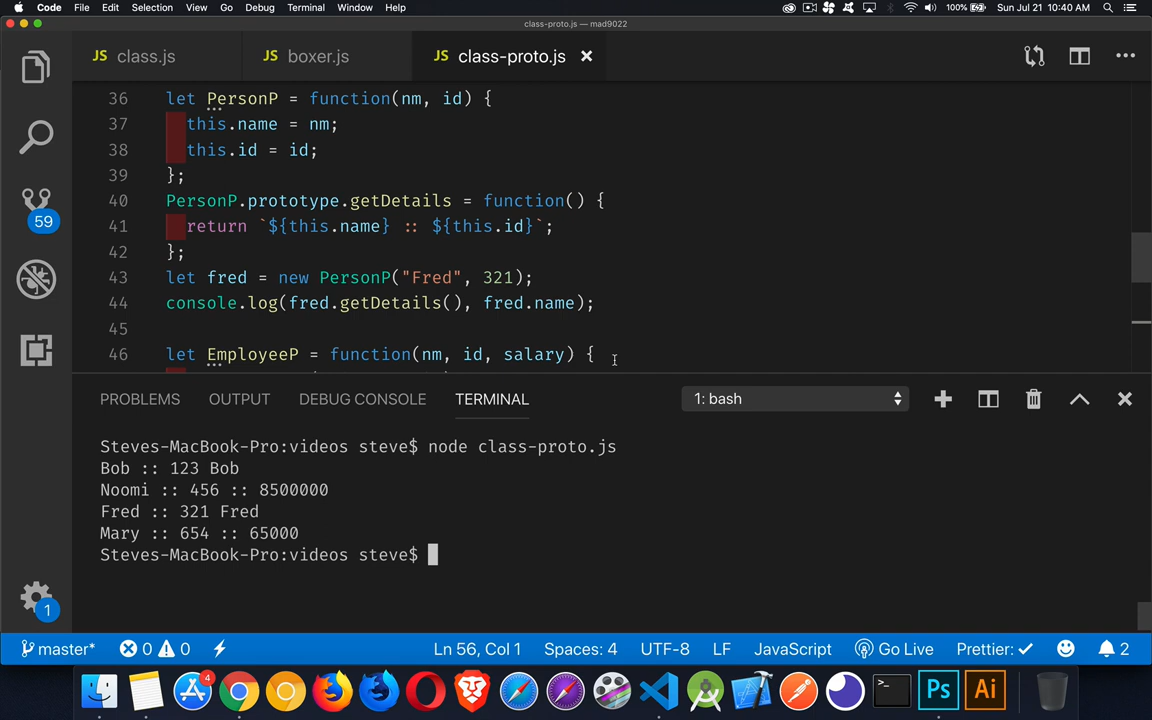 Code File Edit Selection View Go Debug Terminal Window Help 100% Sun Jul 21 10:40 AM
class-proto.js — mad9022
JS class.js JS boxer.js JS class-proto.js
36 let PersonP = function(nm, id) {
37 this.name = nm;
38 this.id = id;
39 };
40 PersonP.prototype.getDetails = function() {
41 return `${this.name} :: ${this.id}`;
42 };
43 let fred = new PersonP("Fred", 321);
44 console.log(fred.getDetails(), fred.name);
45
46 let EmployeeP = function(nm, id, salary) {
59
PROBLEMS OUTPUT DEBUG CONSOLE TERMINAL 1: bash
Steves-MacBook-Pro:videos steve$ node class-proto.js
Bob :: 123 Bob
Noomi :: 456 :: 8500000
Fred :: 321 Fred
Mary :: 654 :: 65000
Steves-MacBook-Pro:videos steve$
1
master* 0 0 Ln 56, Col 1 Spaces: 4 UTF-8 LF JavaScript Go Live Prettier: ✓ 2
4 >_ Ps Ai